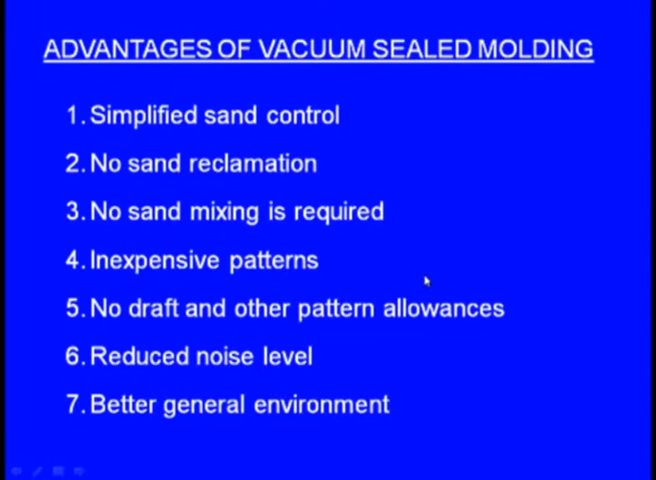 ADVANTAGES OF VACUUM SEALED MOLDING
1. Simplified sand control
2. No sand reclamation
3. No sand mixing is required
4. Inexpensive patterns
5. No draft and other pattern allowances
6. Reduced noise level
7. Better general environment